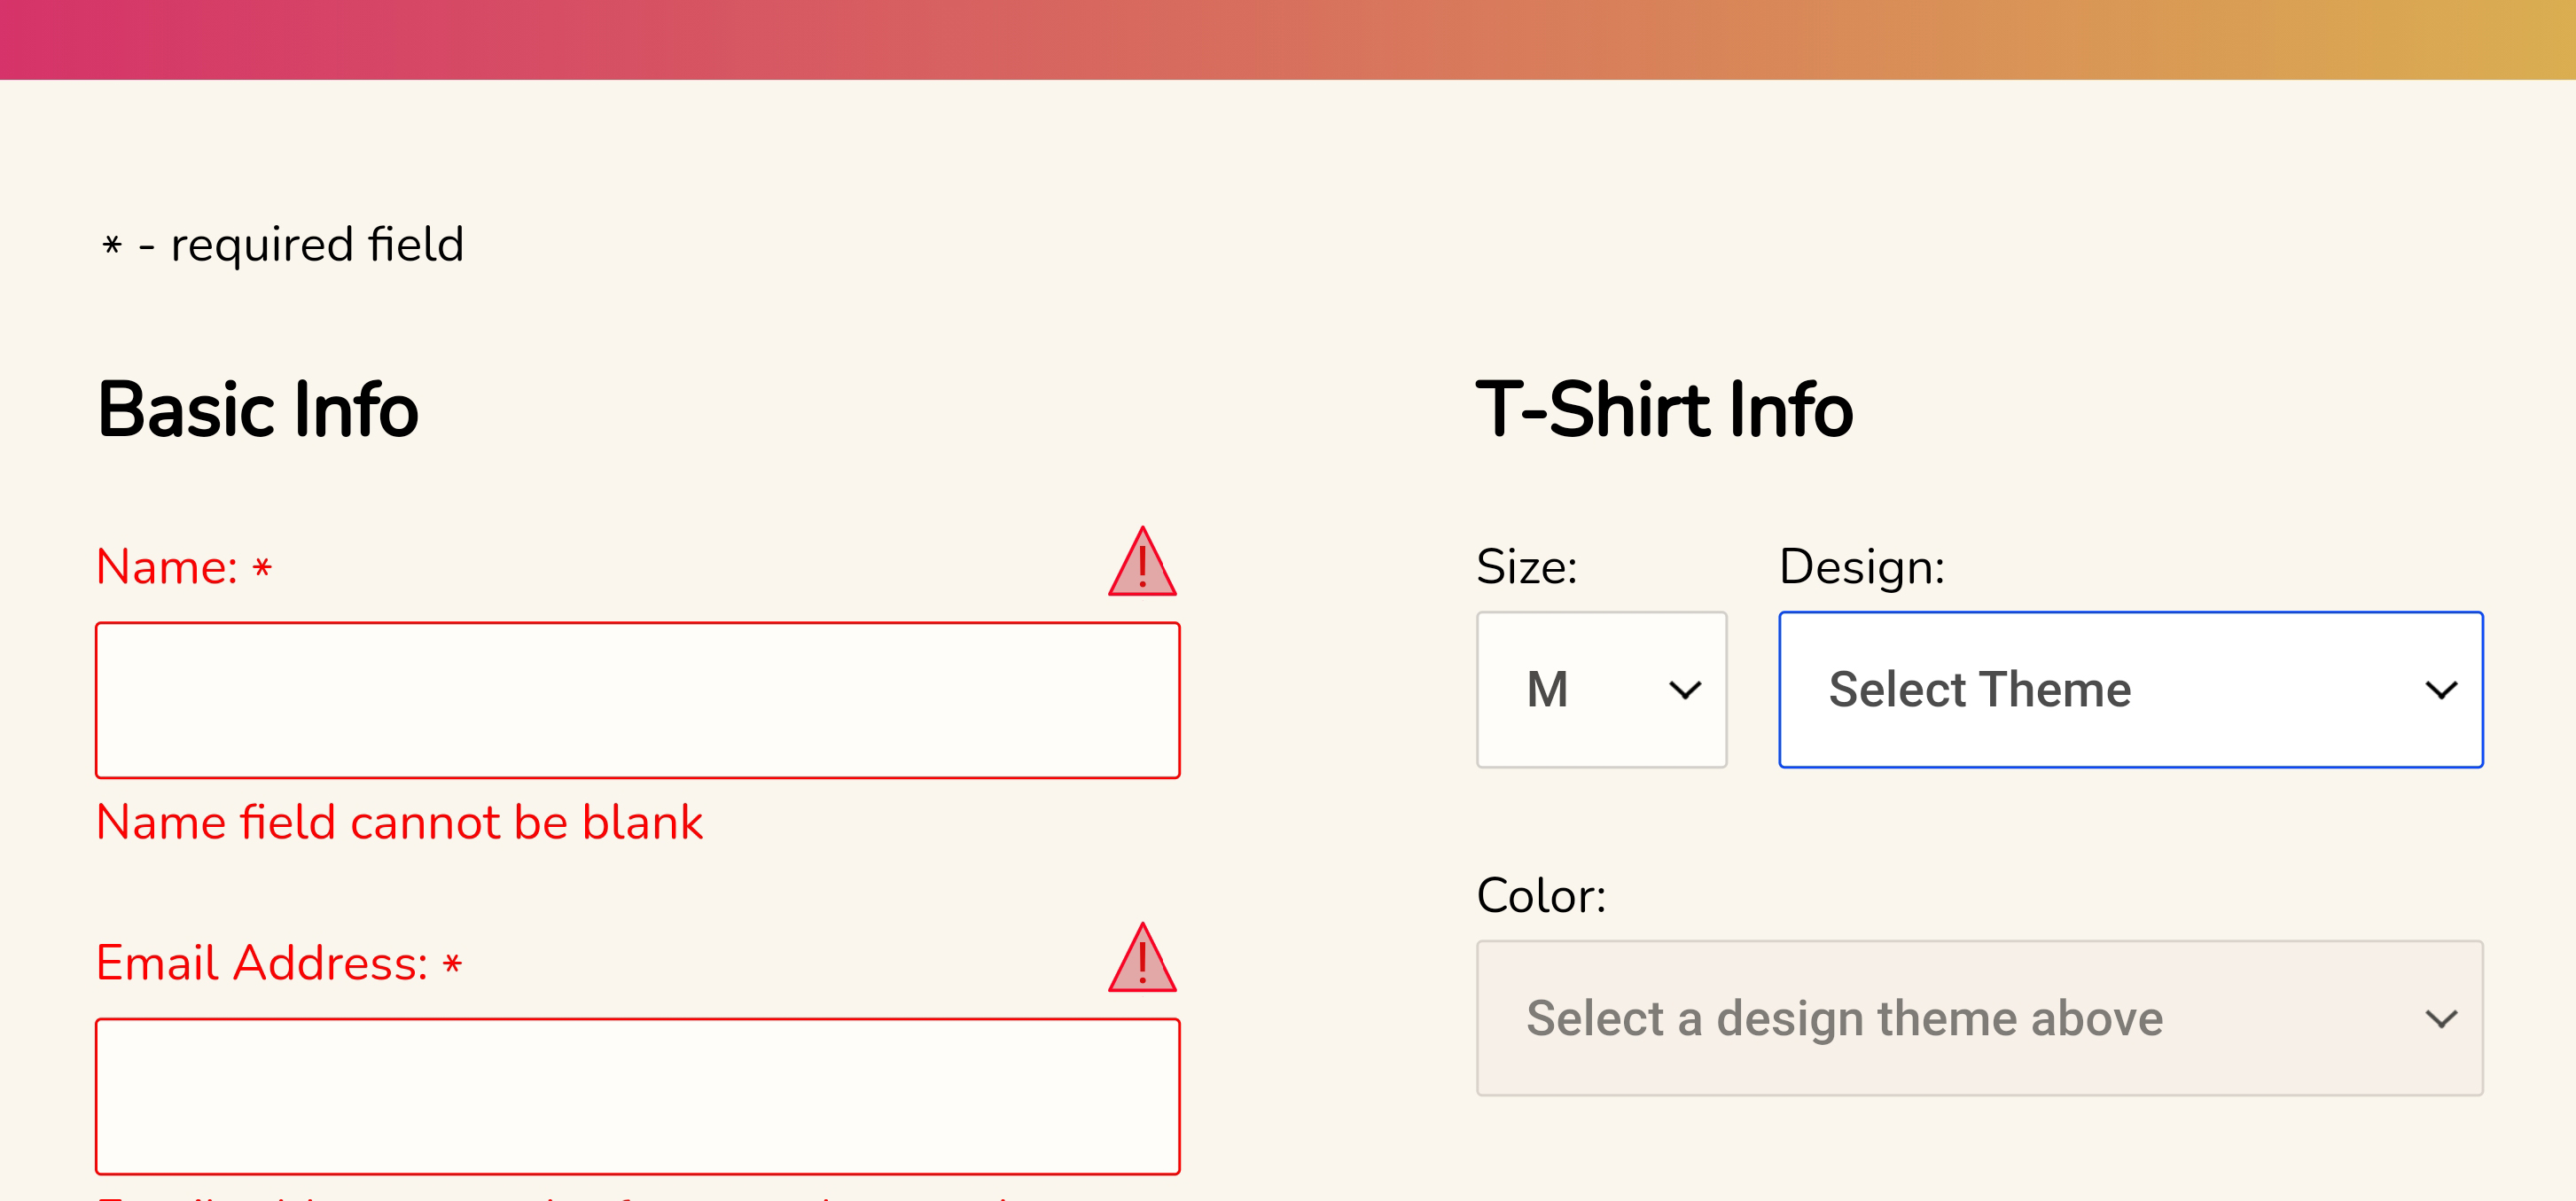 * - required field
Basic Info
Name: *
Name field cannot be blank
Email Address: *
T-Shirt Info
Size:
Design:
M
Select Theme
Color:
Select a design theme above